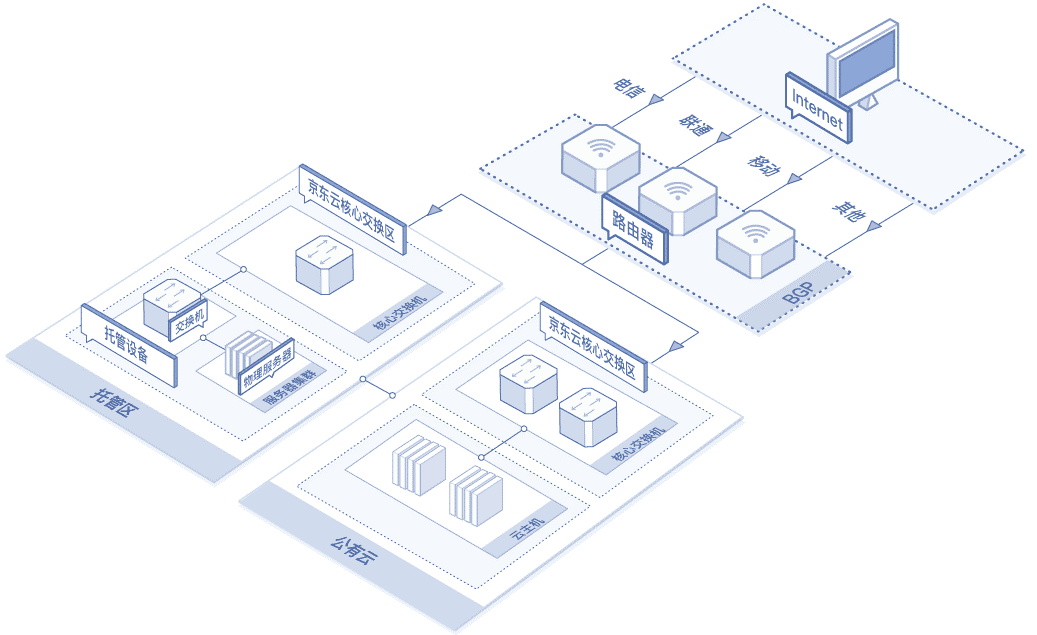 Internet
电信
联通
移动
其他
路由器
BGP
京东云核心交换区
核心交换机
交换机
托管设备
物理服务器
服务器集群
托管区
京东云核心交换区
核心交换机
云主机
公有云